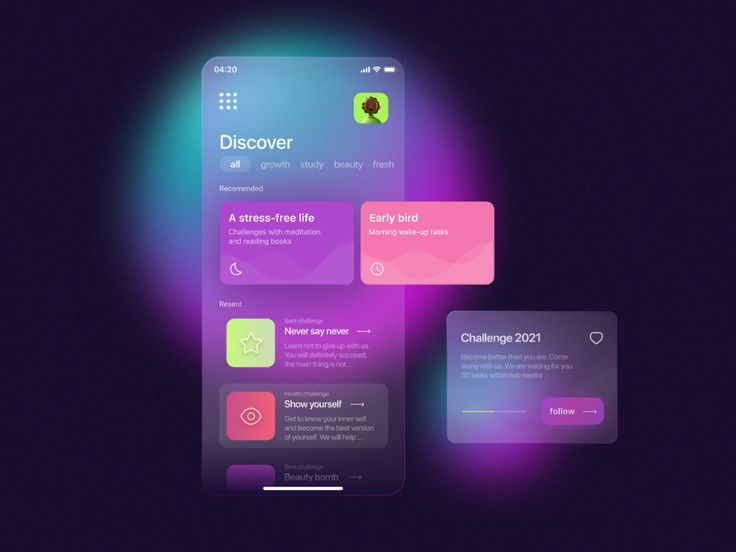 04:20
Discover
all growth study beauty fresh
Recomended
A stress-free life
Challenges with meditation
and reading books
Early bird
Morning wake-up tasks
Resent
Best challenge
Never say never
Learn not to give up with us.
You will definitely succeed,
the main thing is not ...
Health challenge
Show yourself
Get to know your inner self
and become the best version
of yourself. We will help ...
Best challenge
Beauty bomb
Challenge 2021
Become better than you are. Come
along with us. We are waiting for you
30 tasks within two weeks
follow